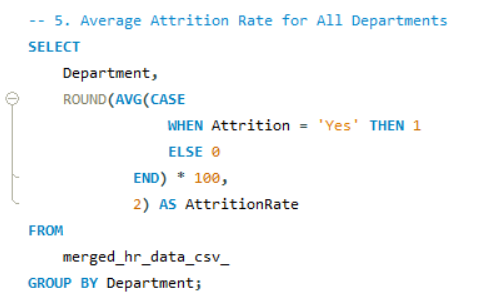 -- 5. Average Attrition Rate for All Departments
SELECT
    Department,
    ROUND(AVG(CASE
                WHEN Attrition = 'Yes' THEN 1
                ELSE 0
            END) * 100,
            2) AS AttritionRate
FROM
    merged_hr_data_csv_
GROUP BY Department;